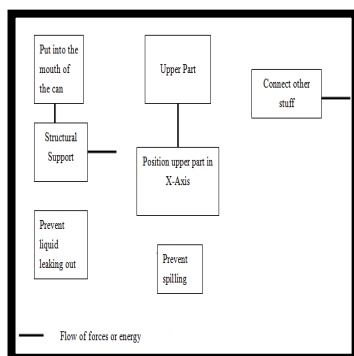 Put into the
mouth of
the can
Upper Part
Connect other
stuff
Structural
Support
Position upper part in
X-Axis
Prevent
liquid
leaking out
Prevent
spilling
Flow of forces or energy